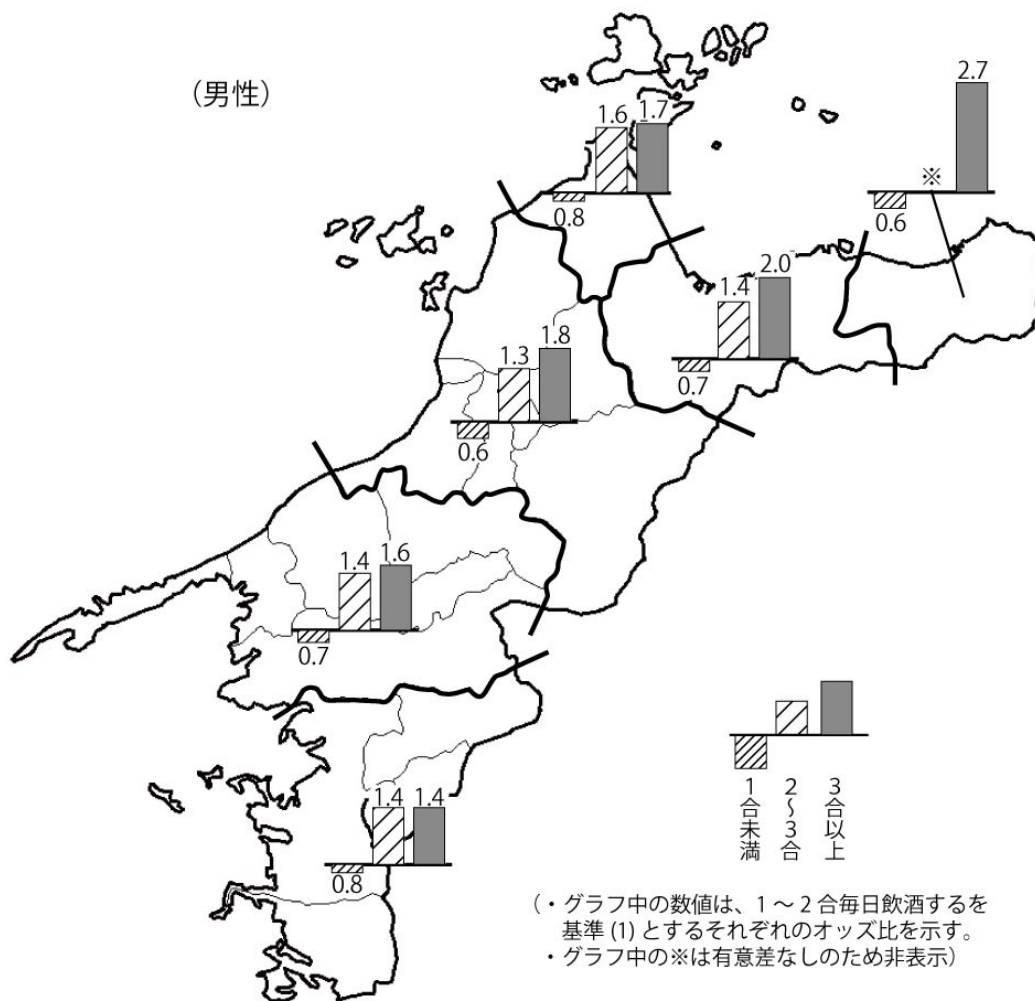 （男性）
1.6
1.7
0.8
2.7
※
0.6
1.4
2.0
0.7
1.3
1.8
0.6
1.4
1.6
0.7
1.4
1.4
0.8
1合未満
2～3合
3合以上
（・グラフ中の数値は、1～2合毎日飲酒するを
基準(1)とするそれぞれのオッズ比を示す。
・グラフ中の※は有意差なしのため非表示）